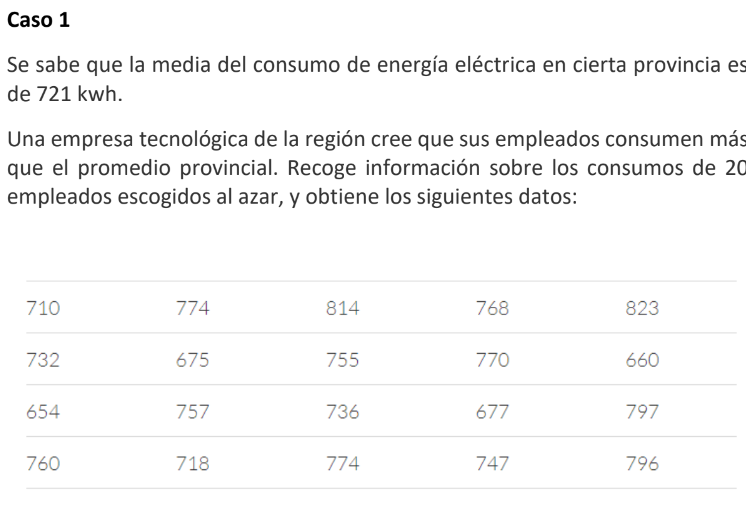 Caso 1
Se sabe que la media del consumo de energía eléctrica en cierta provincia es
de 721 kwh.
Una empresa tecnológica de la región cree que sus empleados consumen más
que el promedio provincial. Recoge información sobre los consumos de 20
empleados escogidos al azar, y obtiene los siguientes datos:
710 774 814 768 823
732 675 755 770 660
654 757 736 677 797
760 718 774 747 796